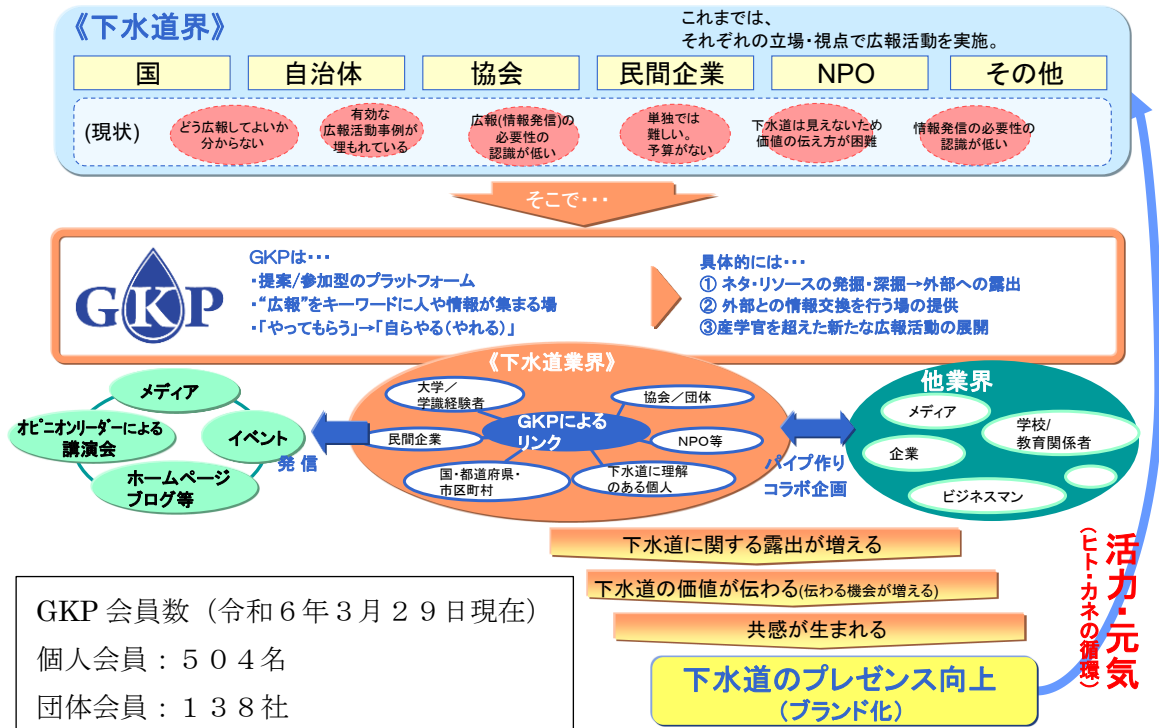 《下水道界》
これまでは、
それぞれの立場・視点で広報活動を実施。
国
自治体
協会
民間企業
NPO
その他
(現状)
どう広報してよいか
分からない
有効な
広報活動事例が
埋もれている
広報(情報発信)の
必要性の
認識が低い
単独では
難しい。
予算がない
下水道は見えないため
価値の伝え方が困難
情報発信の必要性の
認識が低い
そこで・・・
GKP
GKPは・・・
・提案/参加型のプラットフォーム
・“広報”をキーワードに人や情報が集まる場
・「やってもらう」→「自らやる(やれる)」
具体的には・・・
① ネタ・リソースの発掘・深掘→外部への露出
② 外部との情報交換を行う場の提供
③産学官を超えた新たな広報活動の展開
メディア
オピニオンリーダーによる
講演会
イベント
ホームページ
ブログ等
発 信
《下水道業界》
大学/
学識経験者
協会/団体
GKPによる
リンク
民間企業
NPO等
国・都道府県・
市区町村
下水道に理解
のある個人
パイプ作り
コラボ企画
他業界
メディア
学校/
教育関係者
企業
ビジネスマン
下水道に関する露出が増える
下水道の価値が伝わる(伝わる機会が増える)
共感が生まれる
下水道のプレゼンス向上
(ブランド化)
活力・元気
(ヒト・カネの循環)
GKP 会員数（令和６年３月２９日現在）
個人会員：５０４名
団体会員：１３８社